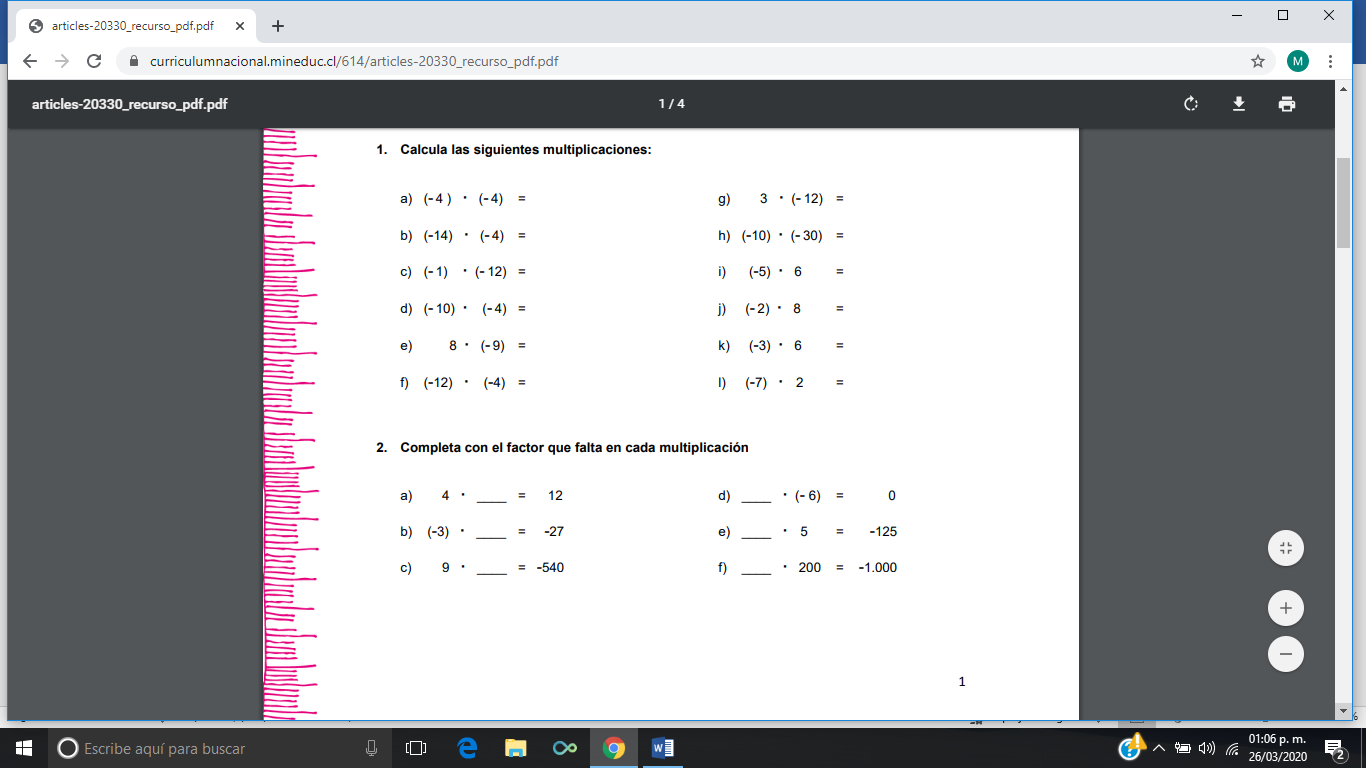 articles-20330_recurso_pdf.pdf
curriculumnacional.mineduc.cl/614/articles-20330_recurso_pdf.pdf
M
articles-20330_recurso_pdf.pdf
1 / 4
1. Calcula las siguientes multiplicaciones:
a) (- 4 ) · (- 4) =
g) 3 · (- 12) =
b) (-14) · (- 4) =
h) (-10) · (- 30) =
c) (- 1) · (- 12) =
i) (-5) · 6 =
d) (- 10) · (- 4) =
j) (- 2) · 8 =
e) 8 · (- 9) =
k) (-3) · 6 =
f) (-12) · (-4) =
l) (-7) · 2 =
2. Completa con el factor que falta en cada multiplicación
a) 4 · ____ = 12
d) ____ · (- 6) = 0
b) (-3) · ____ = -27
e) ____ · 5 = -125
c) 9 · ____ = -540
f) ____ · 200 = -1.000
1
Escribe aquí para buscar
01:06 p. m.
26/03/2020
2